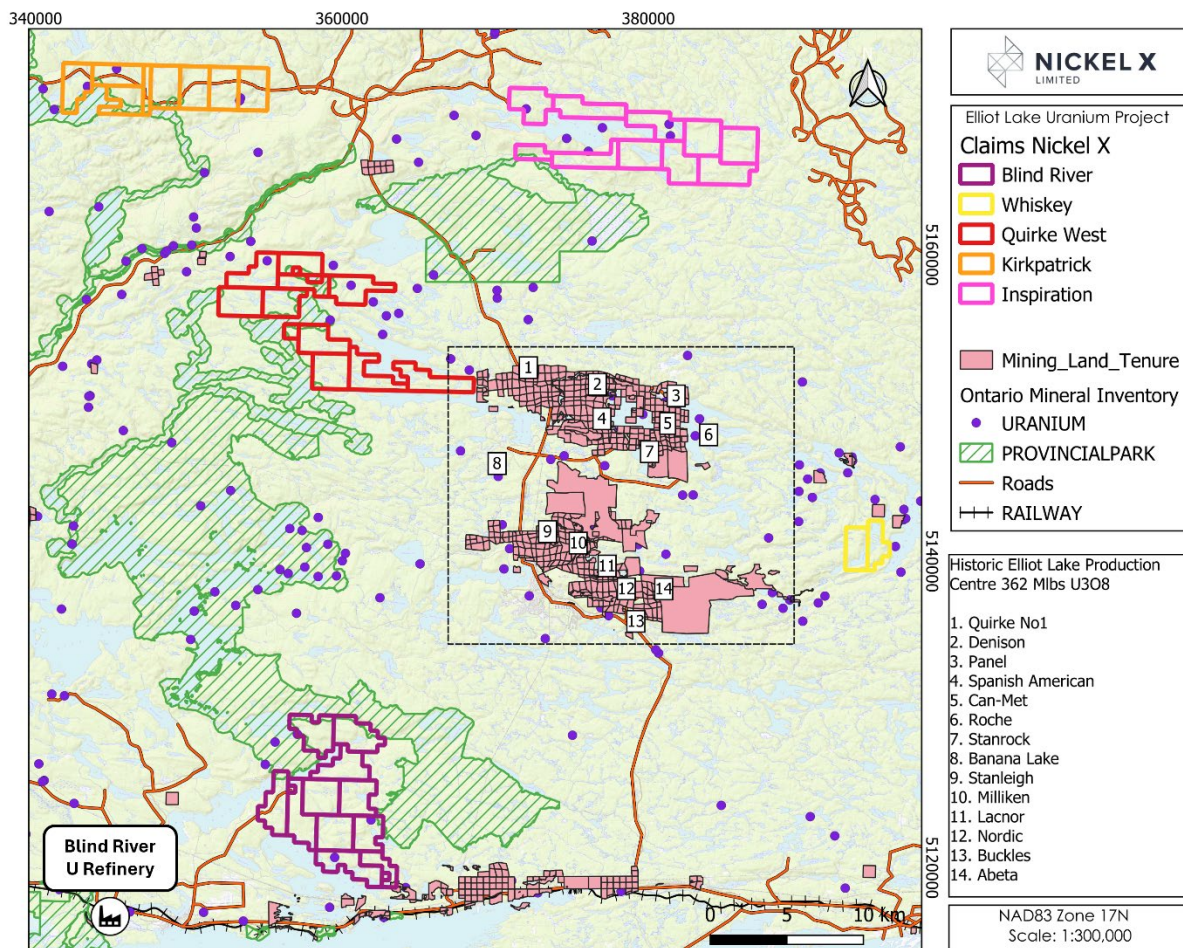 340000
360000
380000
5160000
5140000
5120000
1
2
3
4
5
6
7
8
9
10
11
12
14
13
Blind River
U Refinery
0 5 10 km
NICKEL X
LIMITED
Elliot Lake Uranium Project
Claims Nickel X
Blind River
Whiskey
Quirke West
Kirkpatrick
Inspiration
Mining_Land_Tenure
Ontario Mineral Inventory
URANIUM
PROVINCIALPARK
Roads
RAILWAY
Historic Elliot Lake Production
Centre 362 Mlbs U3O8
1. Quirke No1
2. Denison
3. Panel
4. Spanish American
5. Can-Met
6. Roche
7. Stanrock
8. Banana Lake
9. Stanleigh
10. Milliken
11. Lacnor
12. Nordic
13. Buckles
14. Abeta
NAD83 Zone 17N
Scale: 1:300,000